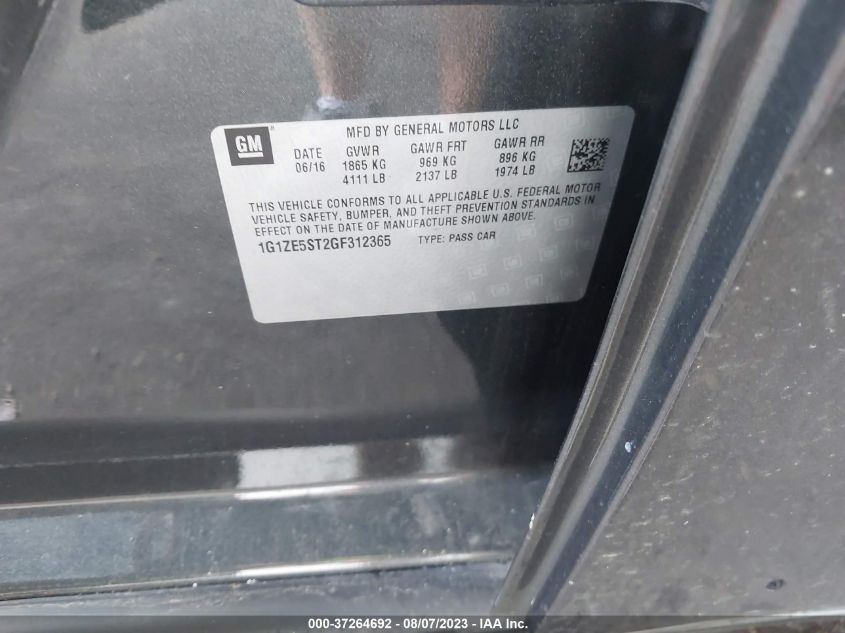 GM
MFD BY GENERAL MOTORS LLC
DATE GVWR GAWR FRT GAWR RR
06/16 1865 KG 969 KG 896 KG
4111 LB 2137 LB 1974 LB
THIS VEHICLE CONFORMS TO ALL APPLICABLE U.S. FEDERAL MOTOR
VEHICLE SAFETY, BUMPER, AND THEFT PREVENTION STANDARDS IN
EFFECT ON THE DATE OF MANUFACTURE SHOWN ABOVE.
1G1ZE5ST2GF312365 TYPE: PASS CAR
000-37264692 — 08/07/2023 — IAA Inc.